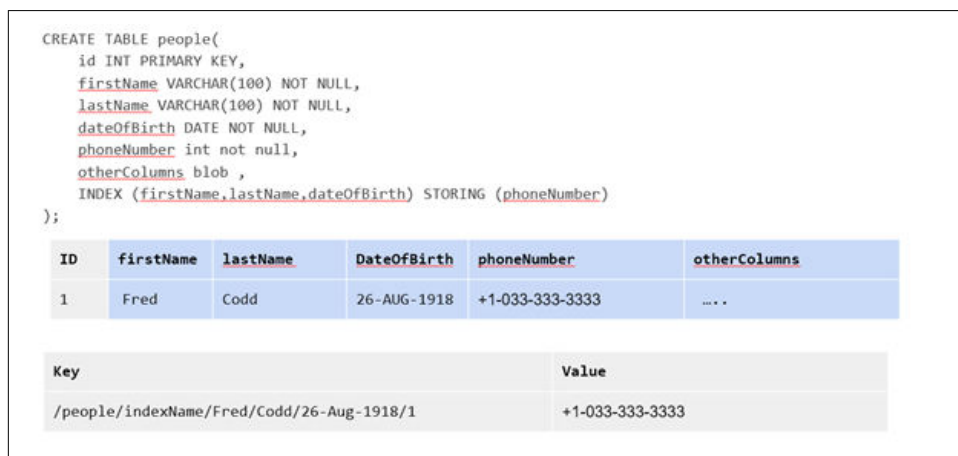 CREATE TABLE people(
id INT PRIMARY KEY,
firstName VARCHAR(100) NOT NULL,
lastName VARCHAR(100) NOT NULL,
dateOfBirth DATE NOT NULL,
phoneNumber int not null,
otherColumns blob ,
INDEX (firstName,lastName,dateOfBirth) STORING (phoneNumber)
);
ID firstName lastName DateOfBirth phoneNumber otherColumns
1 Fred Codd 26-AUG-1918 +1-033-333-3333 .....
Key Value
/people/indexName/Fred/Codd/26-Aug-1918/1 +1-033-333-3333